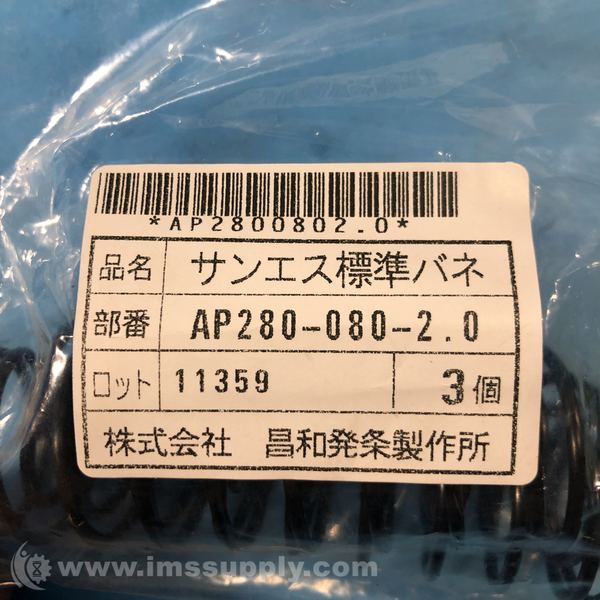 *AP2800802.0*
品名 サンエス標準バネ
部番 AP280-080-2.0
ロット 11359 3個
株式会社 昌和発条製作所
www.imssupply.com